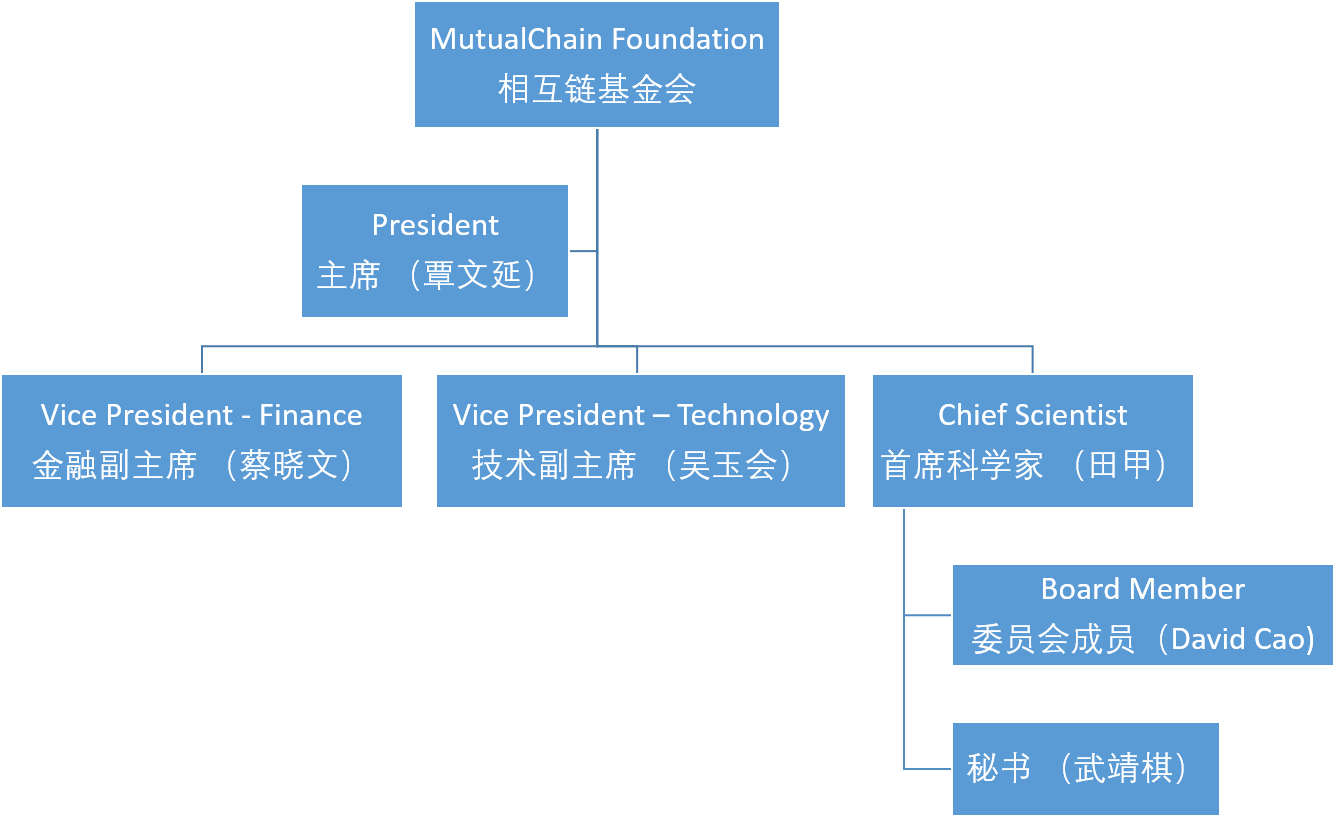 MutualChain Foundation
相互链基金会
President
主席 （覃文延）
Vice President - Finance
金融副主席 （蔡晓文）
Vice President – Technology
技术副主席 （吴玉会）
Chief Scientist
首席科学家 （田甲）
Board Member
委员会成员（David Cao)
秘书 （武靖棋）